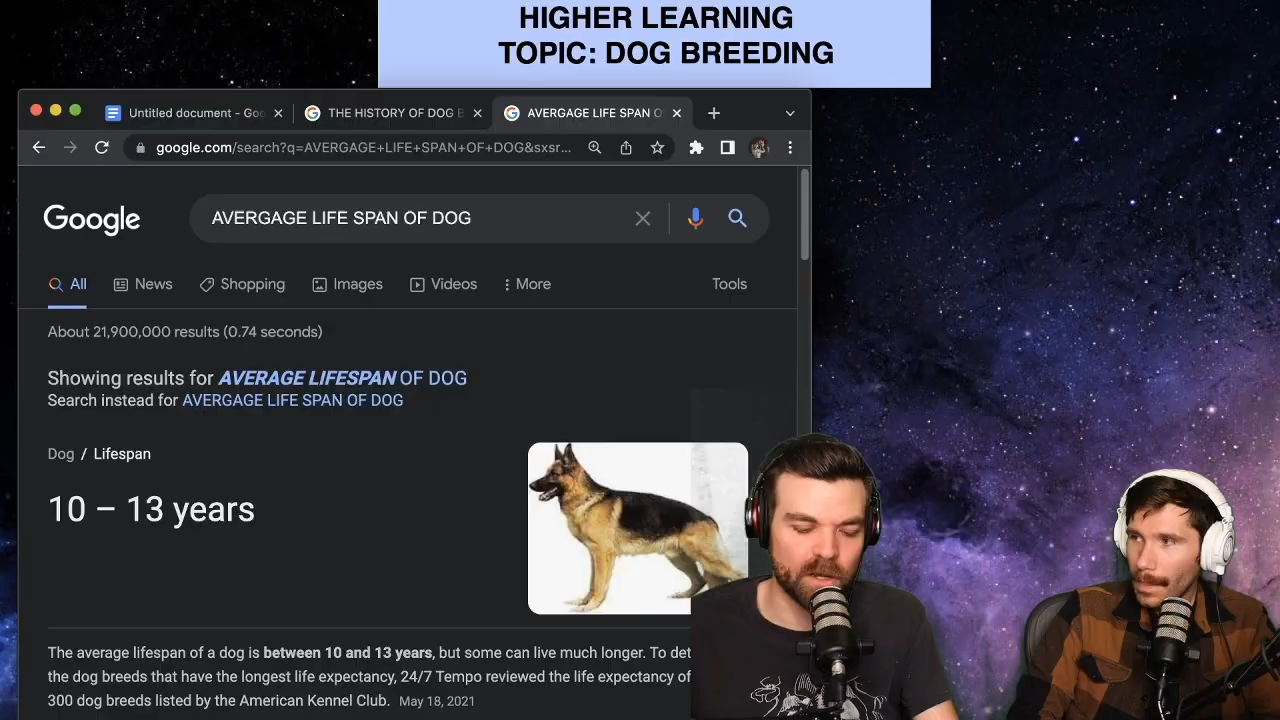 HIGHER LEARNING
TOPIC: DOG BREEDING
Untitled document - Goo
THE HISTORY OF DOG B
AVERGAGE LIFE SPAN O
google.com/search?q=AVERGAGE+LIFE+SPAN+OF+DOG&sxsr...
Google
AVERGAGE LIFE SPAN OF DOG
All News Shopping Images Videos More Tools
About 21,900,000 results (0.74 seconds)
Showing results for AVERAGE LIFESPAN OF DOG
Search instead for AVERGAGE LIFE SPAN OF DOG
Dog / Lifespan
10 – 13 years
The average lifespan of a dog is between 10 and 13 years, but some can live much longer. To det
the dog breeds that have the longest life expectancy, 24/7 Tempo reviewed the life expectancy of
300 dog breeds listed by the American Kennel Club. May 18, 2021